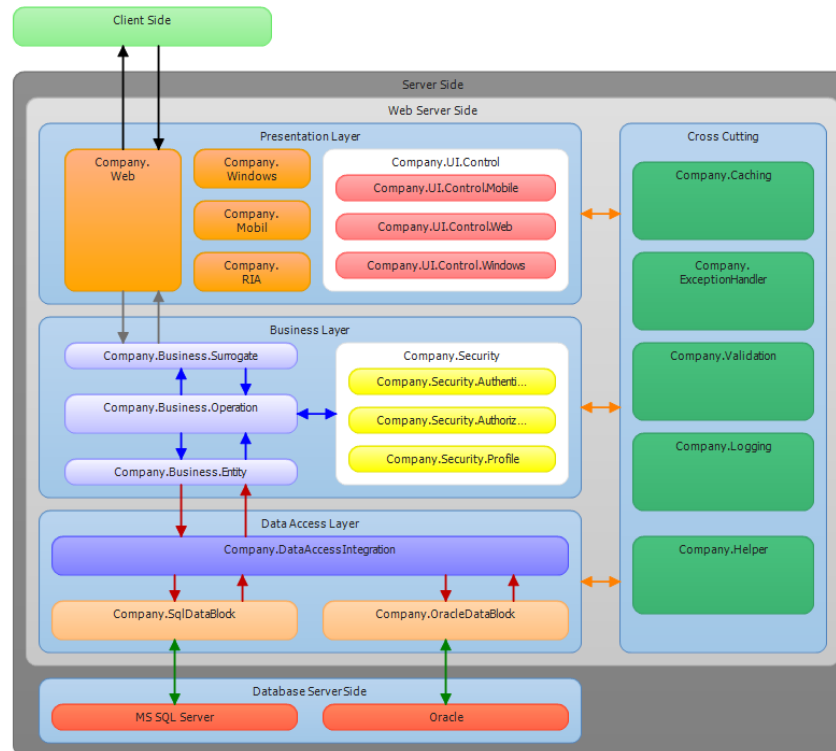 Client Side
Server Side
Web Server Side
Presentation Layer
Company.
Web
Company.
Windows
Company.
Mobil
Company.
RIA
Company.UI.Control
Company.UI.Control.Mobile
Company.UI.Control.Web
Company.UI.Control.Windows
Cross Cutting
Company.Caching
Company.
ExceptionHandler
Company.Validation
Company.Logging
Company.Helper
Business Layer
Company.Business.Surrogate
Company.Business.Operation
Company.Business.Entity
Company.Security
Company.Security.Authenti...
Company.Security.Authoriz...
Company.Security.Profile
Data Access Layer
Company.DataAccessIntegration
Company.SqlDataBlock
Company.OracleDataBlock
Database Server Side
MS SQL Server
Oracle